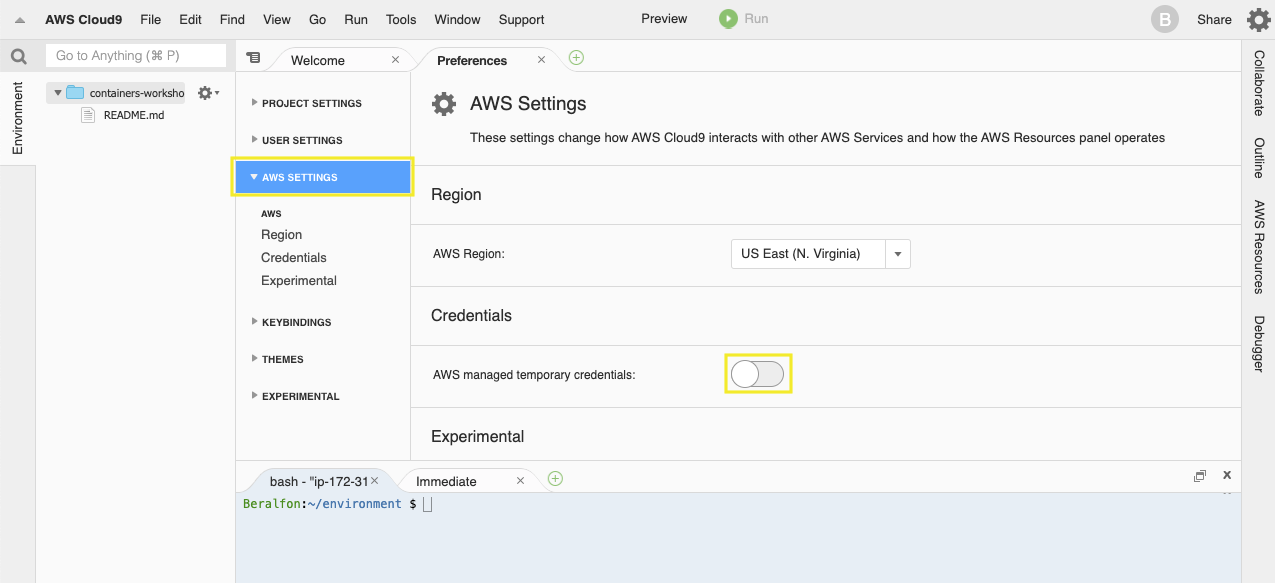 AWS Cloud9 File Edit Find View Go Run Tools Window Support Preview Run B Share
Go to Anything (⌘ P)
Environment
containers-worksho
README.md
Welcome
Preferences
PROJECT SETTINGS
USER SETTINGS
AWS SETTINGS
AWS
Region
Credentials
Experimental
KEYBINDINGS
THEMES
EXPERIMENTAL
AWS Settings
These settings change how AWS Cloud9 interacts with other AWS Services and how the AWS Resources panel operates
Region
AWS Region: US East (N. Virginia)
Credentials
AWS managed temporary credentials:
Experimental
Collaborate
Outline
AWS Resources
Debugger
bash - "ip-172-31
Immediate
Beralfon:~/environment $